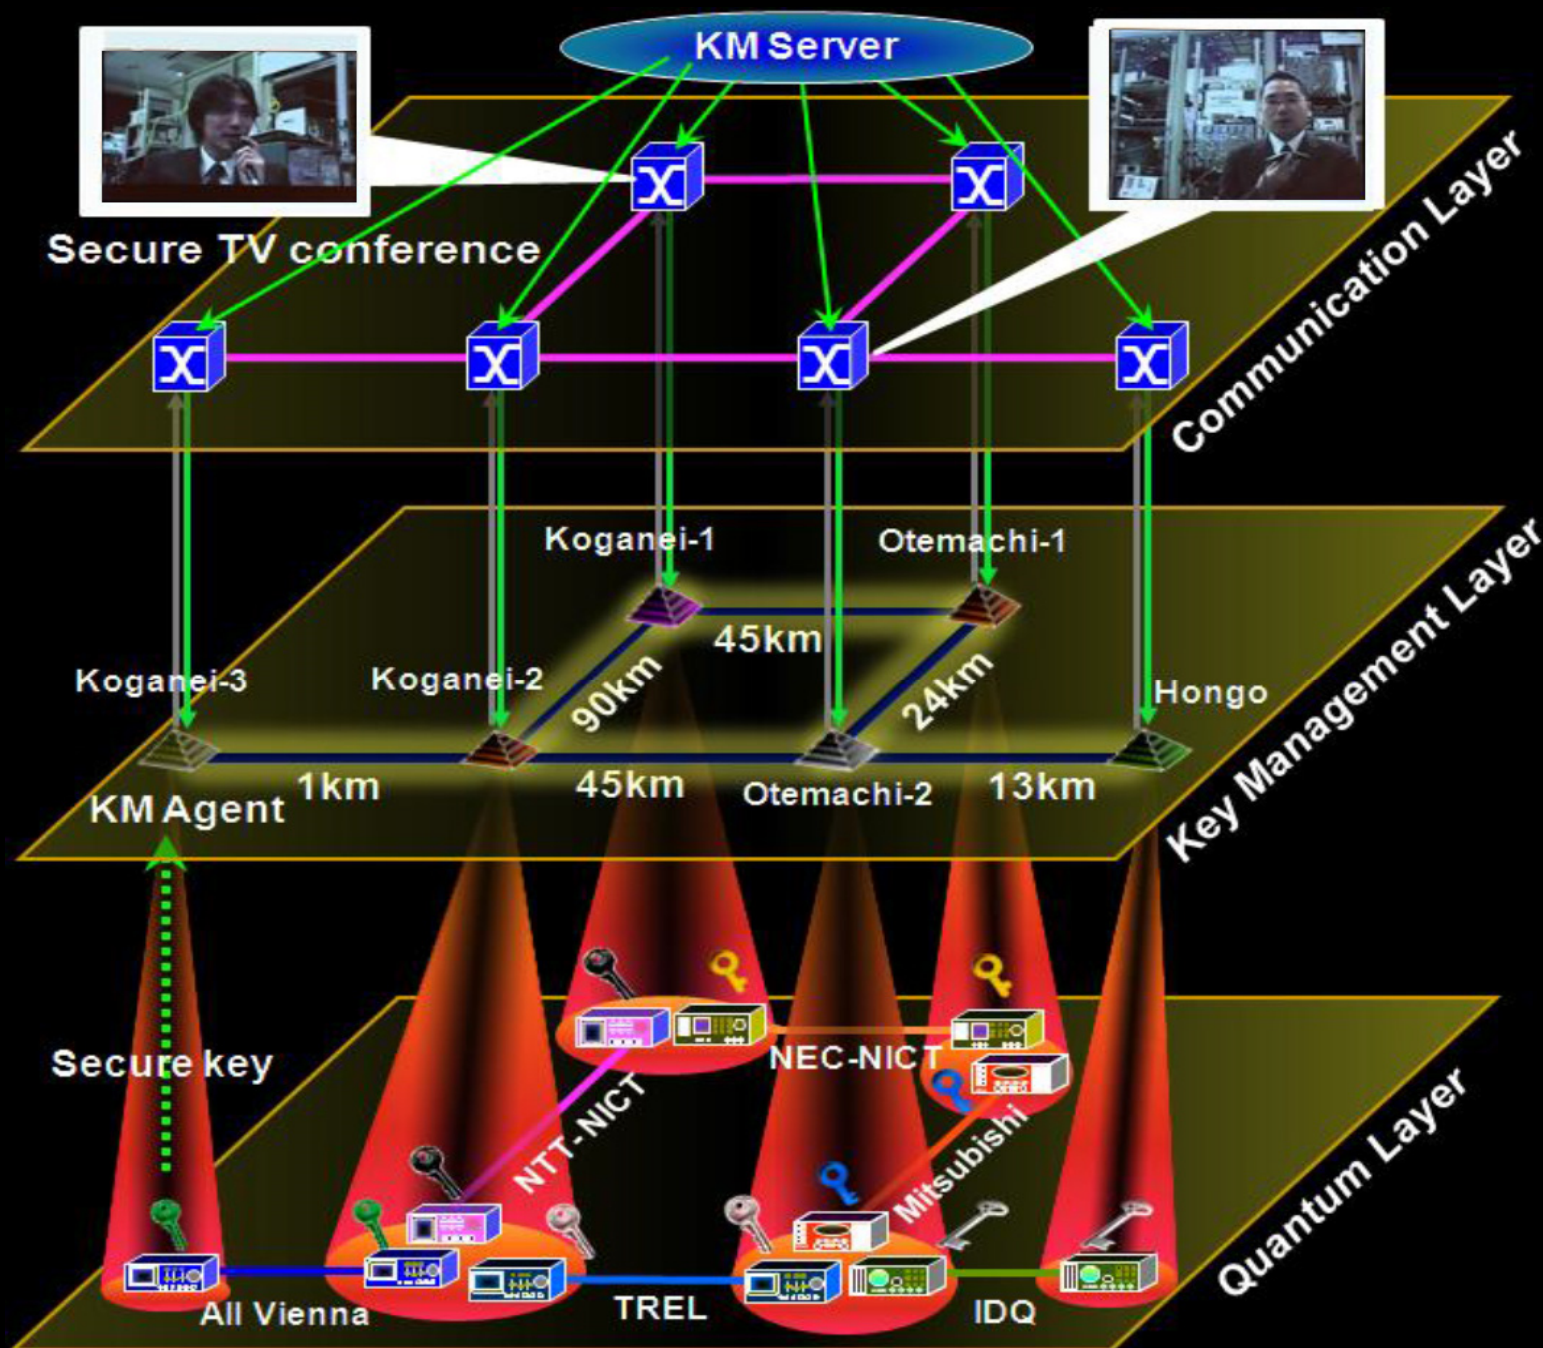 KM Server
Secure TV conference
Communication Layer
Koganei-1
Otemachi-1
45km
Koganei-3
Koganei-2
90km
24km
Hongo
1km
45km
Otemachi-2
13km
KM Agent
Key Management Layer
Secure key
NEC-NICT
NTT-NICT
Mitsubishi
All Vienna
TREL
IDQ
Quantum Layer